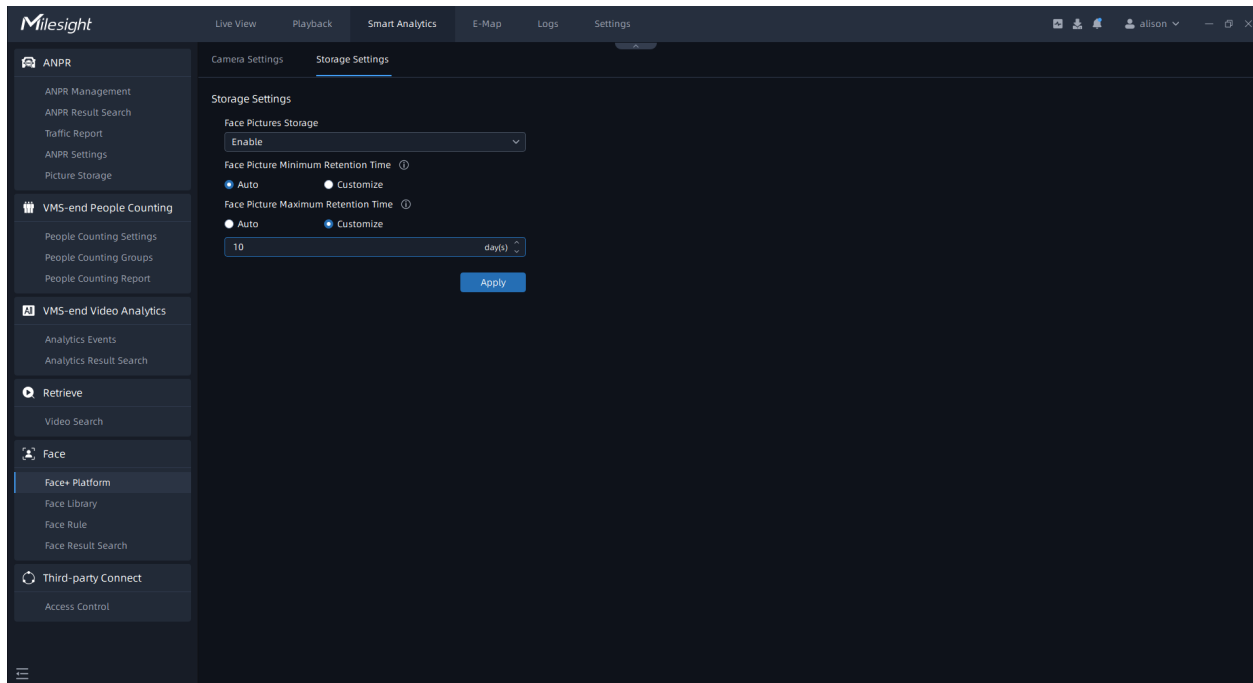 Milesight
Live View Playback Smart Analytics E-Map Logs Settings alison
ANPR
ANPR Management
ANPR Result Search
Traffic Report
ANPR Settings
Picture Storage
VMS-end People Counting
People Counting Settings
People Counting Groups
People Counting Report
AI VMS-end Video Analytics
Analytics Events
Analytics Result Search
Retrieve
Video Search
Face
Face+ Platform
Face Library
Face Rule
Face Result Search
Third-party Connect
Access Control
Camera Settings Storage Settings
Storage Settings
Face Pictures Storage
Enable
Face Picture Minimum Retention Time
Auto Customize
Face Picture Maximum Retention Time
Auto Customize
10 day(s)
Apply